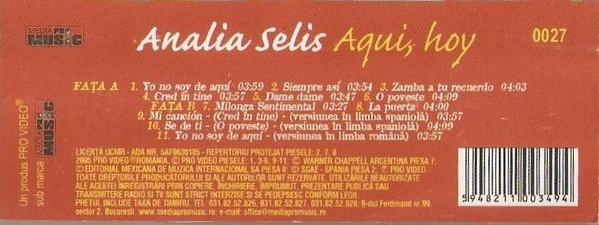 MEDIA PRO MUSIC
Analia Selis Aqui, hoy
0027
FAȚA A 1. Yo no soy de aquí 03:59 2. Siempre así 03:54 3. Zamba a tu recuerdo 04:03
4. Cred în tine 03:57 5. Dame dame 03:47 6. O poveste 04:09
FAȚA B 7. Milonga Sentimental 03:27 8. La puerta 04:00
9. Mi canción - (Cred în tine) - (versiunea în limba spaniolă) 03:57
10. Se de ti - (O poveste) - (versiunea în limba spaniolă) 04:09
11. Yo no soy de aquí - (versiunea în limba română) 03:57
Un produs PRO VIDEO®
sub marca MEDIA PRO MUSIC
LICENȚĂ UCMR - ADA NR. 5AF0630105 - REPERTORIU PROTEJAT PIESELE: 2, 7, 8
2005 PRO VIDEO ROMÂNIA, © PRO VIDEO PIESELE: 1, 3-6, 9-11, © WARNER CHAPPELL ARGENTINA PIESA 7,
EDITORIAL MEXICANA DE MUZICA INTERNATIONAL SA PIESA 8; © SGAE - SPANIA PIESA 2; PRO VIDEO
TOATE DREPTURILE PRODUCĂTORULUI ȘI ALE AUTORILOR SUNT REZERVATE. UTILIZĂRILE NEAUTORIZATE
ALE ACESTEI ÎNREGISTRĂRI PRIN COPIERE, ÎNCHIRIERE, ÎMPRUMUT, PREZENTARE PUBLICĂ SAU
TRANSMITERE RADIO ȘI TV SUNT STRICT INTERZISE ȘI SE PEDEPSESC CONFORM LEGII.
PREȚUL INCLUDE TAXA DE TIMBRU. TEL. 031.82.52.826, 031.82.52.827, 031.82.52.828, B-dul Ferdinand nr.99,
sector 2, București. www.mediapromusic.ro; e-mail: office@mediapromusic.ro
5948211003494